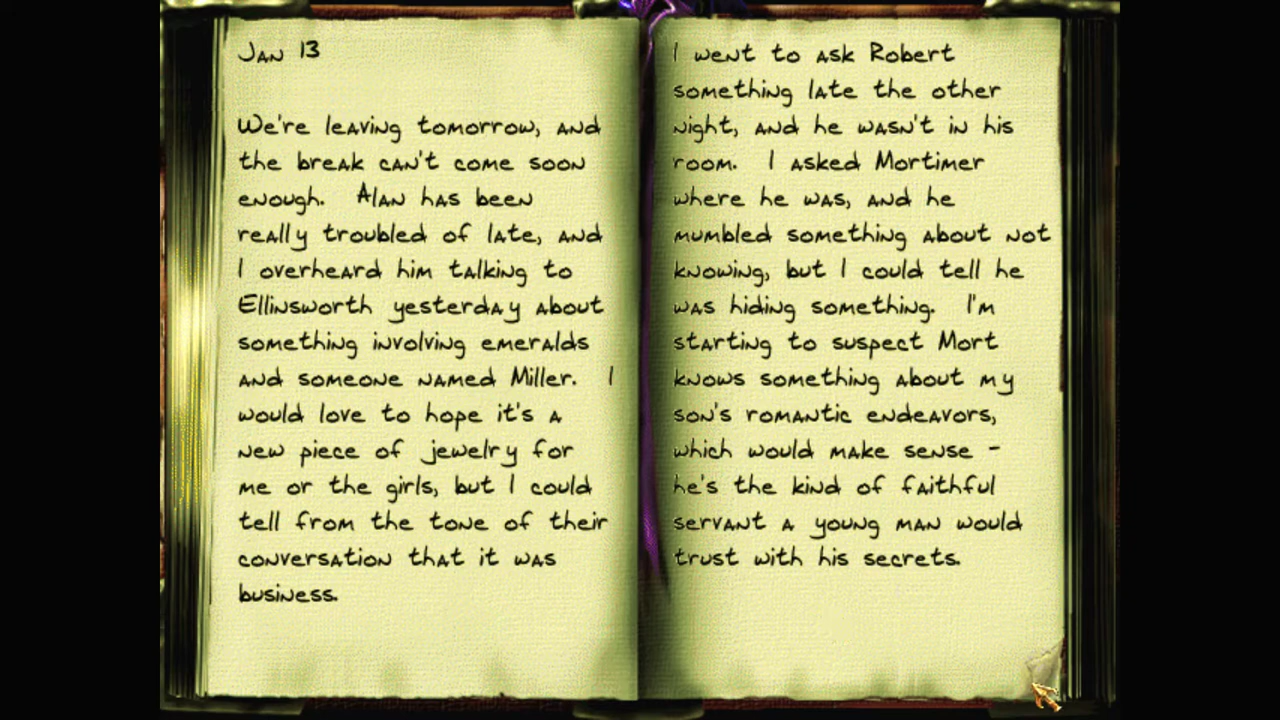 Jan 13
We're leaving tomorrow, and
the break can't come soon
enough. Alan has been
really troubled of late, and
I overheard him talking to
Ellinsworth yesterday about
something involving emeralds
and someone named Miller. I
would love to hope it's a
new piece of jewelry for
me or the girls, but I could
tell from the tone of their
conversation that it was
business.
I went to ask Robert
something late the other
night, and he wasn't in his
room. I asked Mortimer
where he was, and he
mumbled something about not
knowing, but I could tell he
was hiding something. I'm
starting to suspect Mort
knows something about my
son's romantic endeavors,
which would make sense -
he's the kind of faithful
servant a young man would
trust with his secrets.